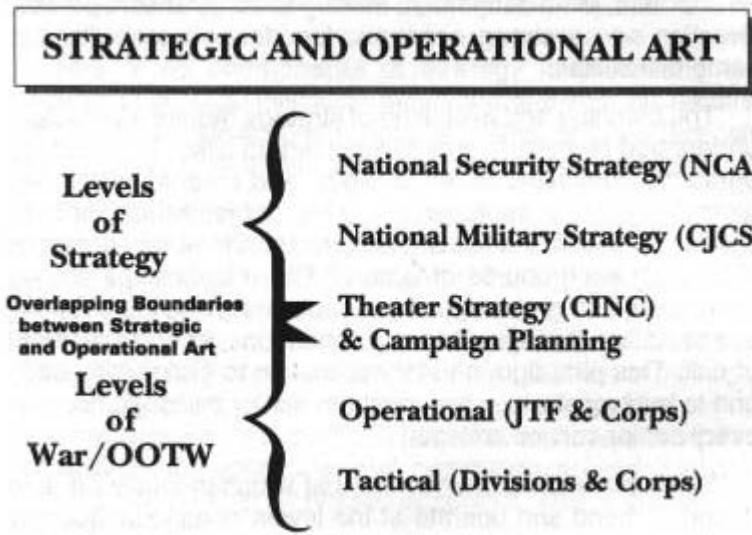 STRATEGIC AND OPERATIONAL ART
Levels
of
Strategy
Overlapping Boundaries
between Strategic
and Operational Art
Levels
of
War/OOTW
National Security Strategy (NCA
National Military Strategy (CJCS
Theater Strategy (CINC)
& Campaign Planning
Operational (JTF & Corps)
Tactical (Divisions & Corps)